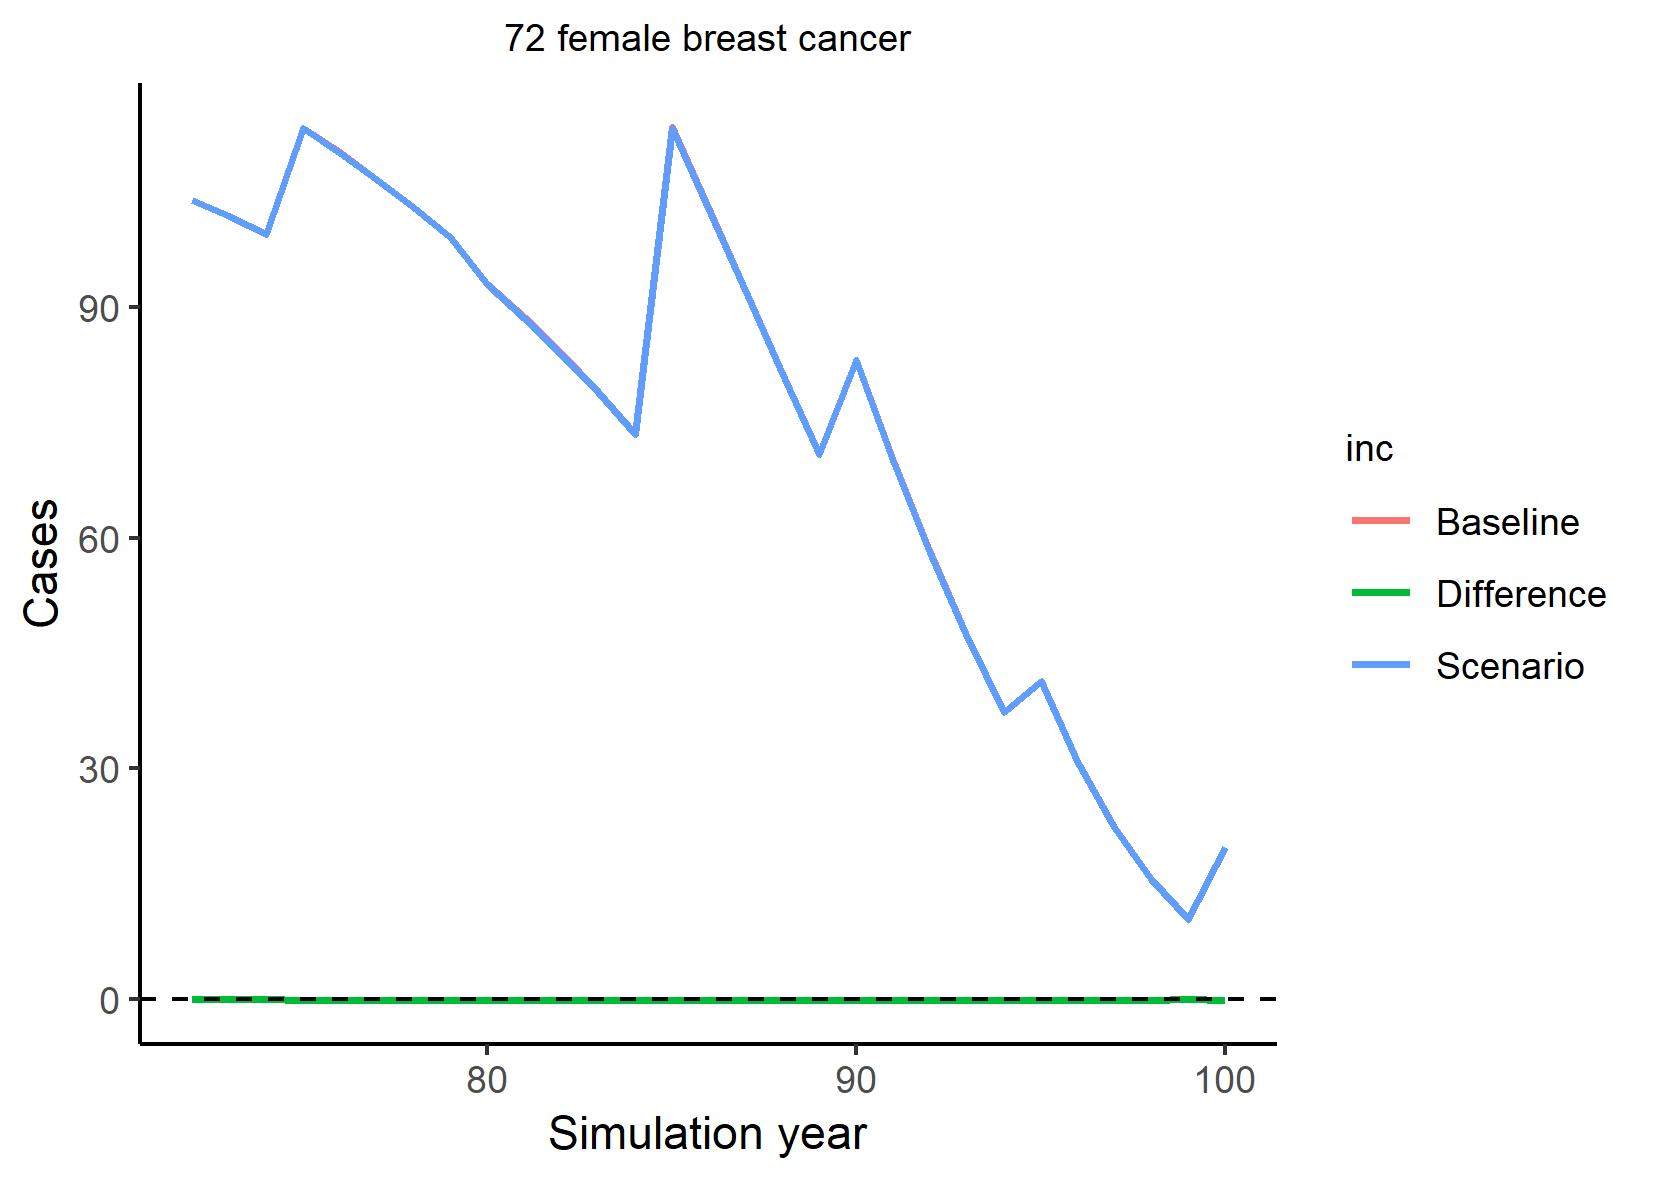 72 female breast cancer
Cases
90
60
30
0
80 90 100
Simulation year
inc
Baseline
Difference
Scenario